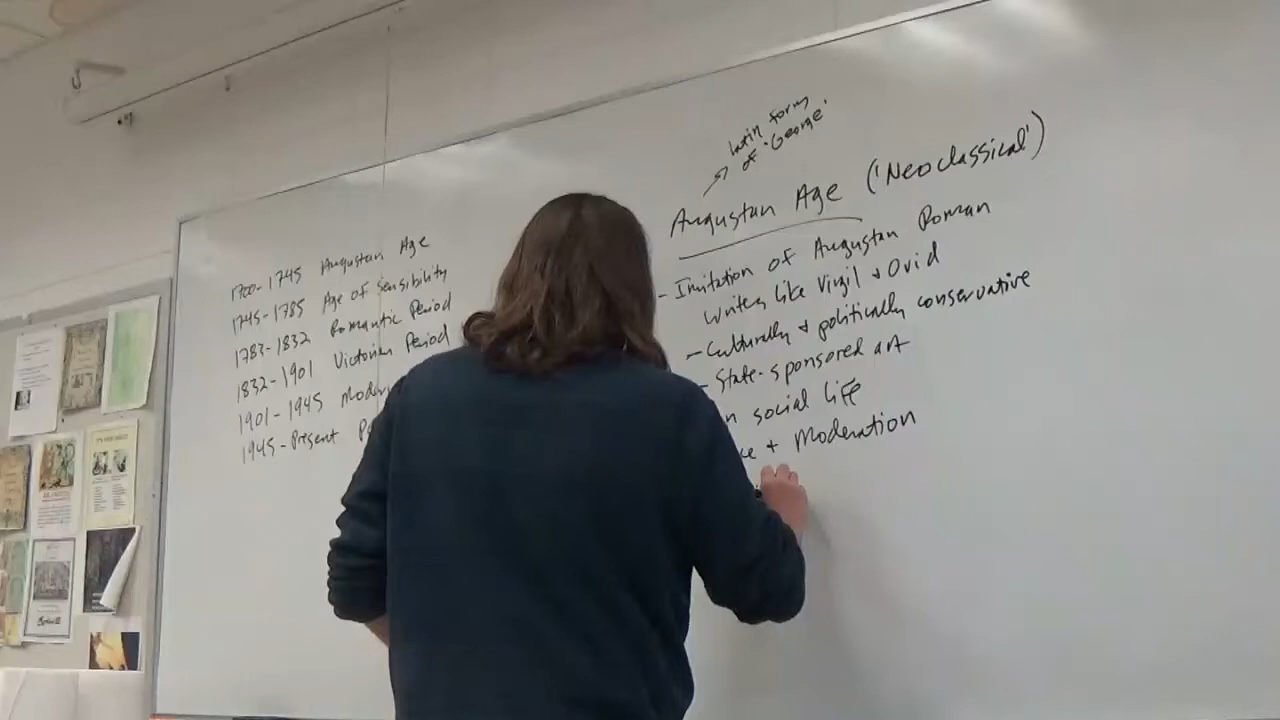 1700-1745 Augustan Age
1745-1785 Age of Sensibility
1783-1832 Romantic Period
1832-1901 Victorian Period
1901-1945 Moder
1945-Present
latin form
of 'George'
Augustan Age ('Neoclassical')
- Imitation of Augustan Roman
writers like Virgil + Ovid
- Culturally + politically conservative
- State-sponsored art
social life
+ Moderation